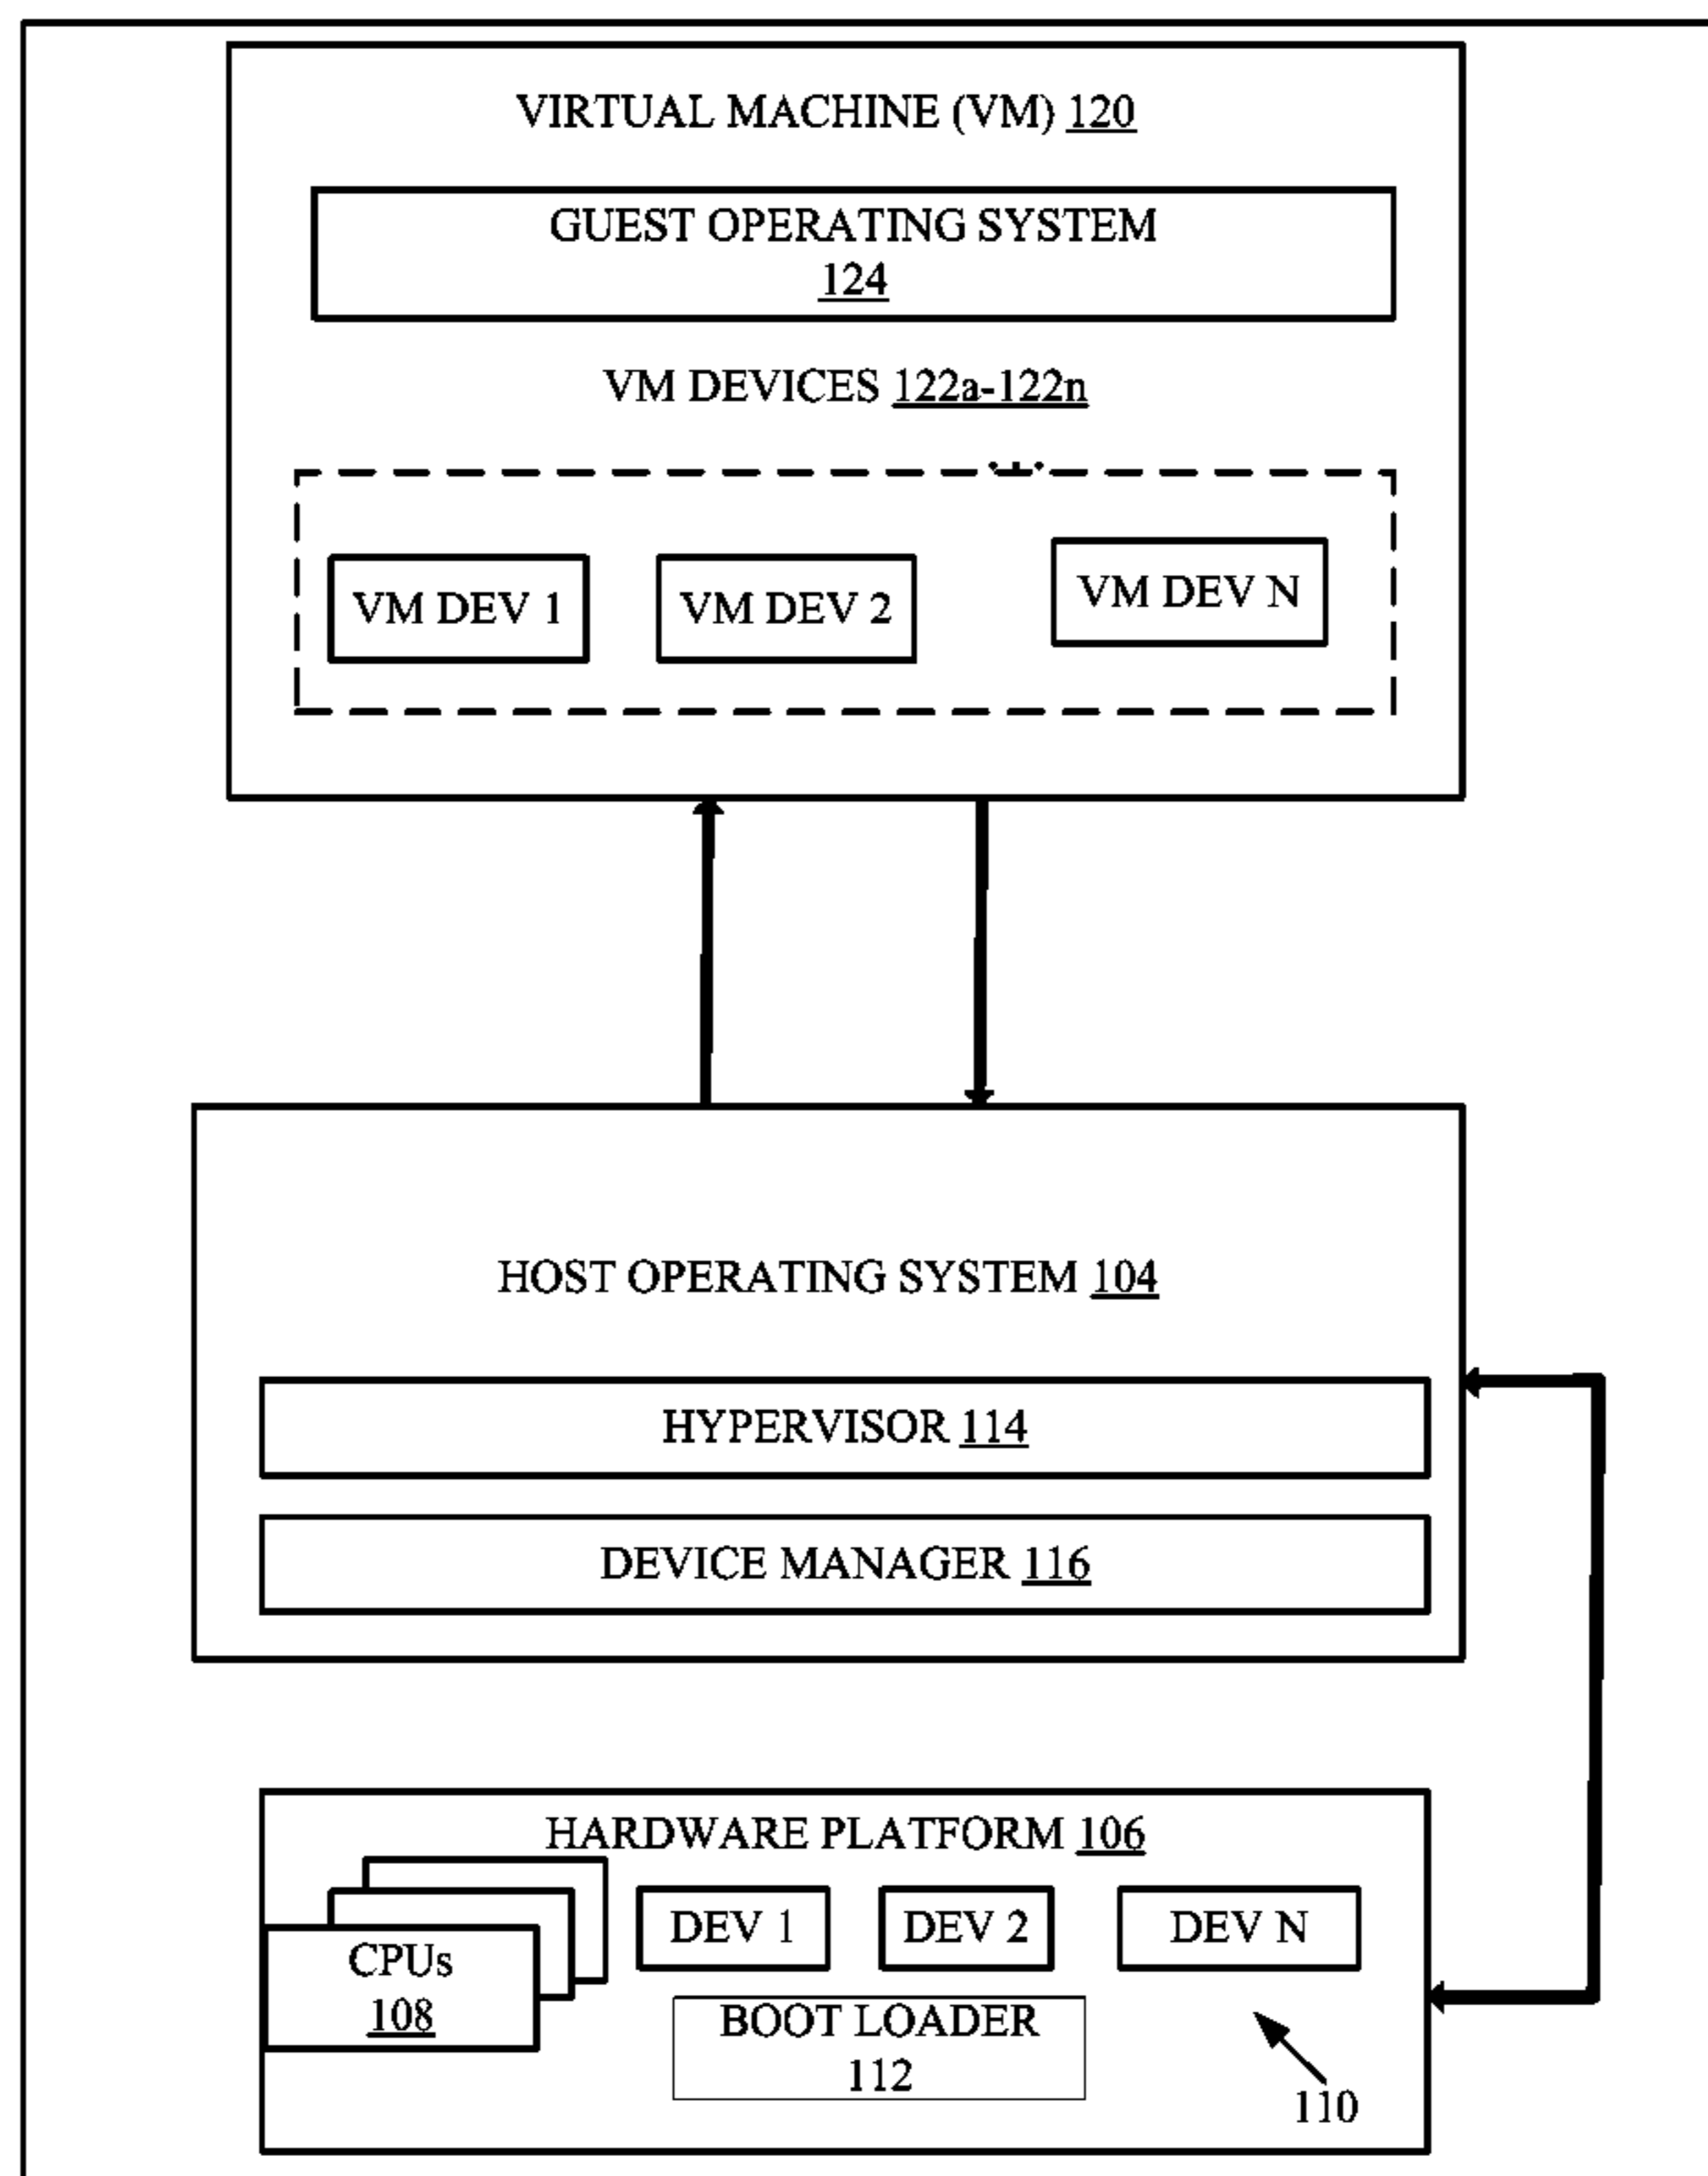 VIRTUAL MACHINE (VM) 120
GUEST OPERATING SYSTEM
124
VM DEVICES 122a-122n
...
VM DEV 1
VM DEV 2
VM DEV N
HOST OPERATING SYSTEM 104
HYPERVISOR 114
DEVICE MANAGER 116
HARDWARE PLATFORM 106
DEV 1
DEV 2
DEV N
CPUs
108
BOOT LOADER
112
110